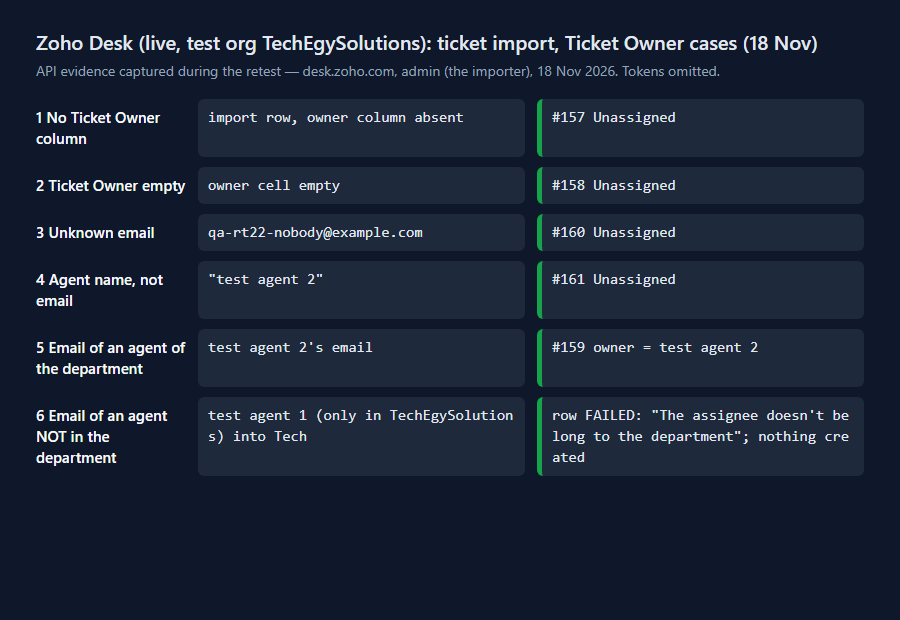 Zoho Desk (live, test org TechEgySolutions): ticket import, Ticket Owner cases (18 Nov)
API evidence captured during the retest — desk.zoho.com, admin (the importer), 18 Nov 2026. Tokens omitted.
1 No Ticket Owner
column
import row, owner column absent
#157 Unassigned
2 Ticket Owner empty
owner cell empty
#158 Unassigned
3 Unknown email
qa-rt22-nobody@example.com
#160 Unassigned
4 Agent name, not
email
"test agent 2"
#161 Unassigned
5 Email of an agent of
the department
test agent 2's email
#159 owner = test agent 2
6 Email of an agent
NOT in the
department
test agent 1 (only in TechEgySolution
s) into Tech
row FAILED: "The assignee doesn't be
long to the department"; nothing cre
ated